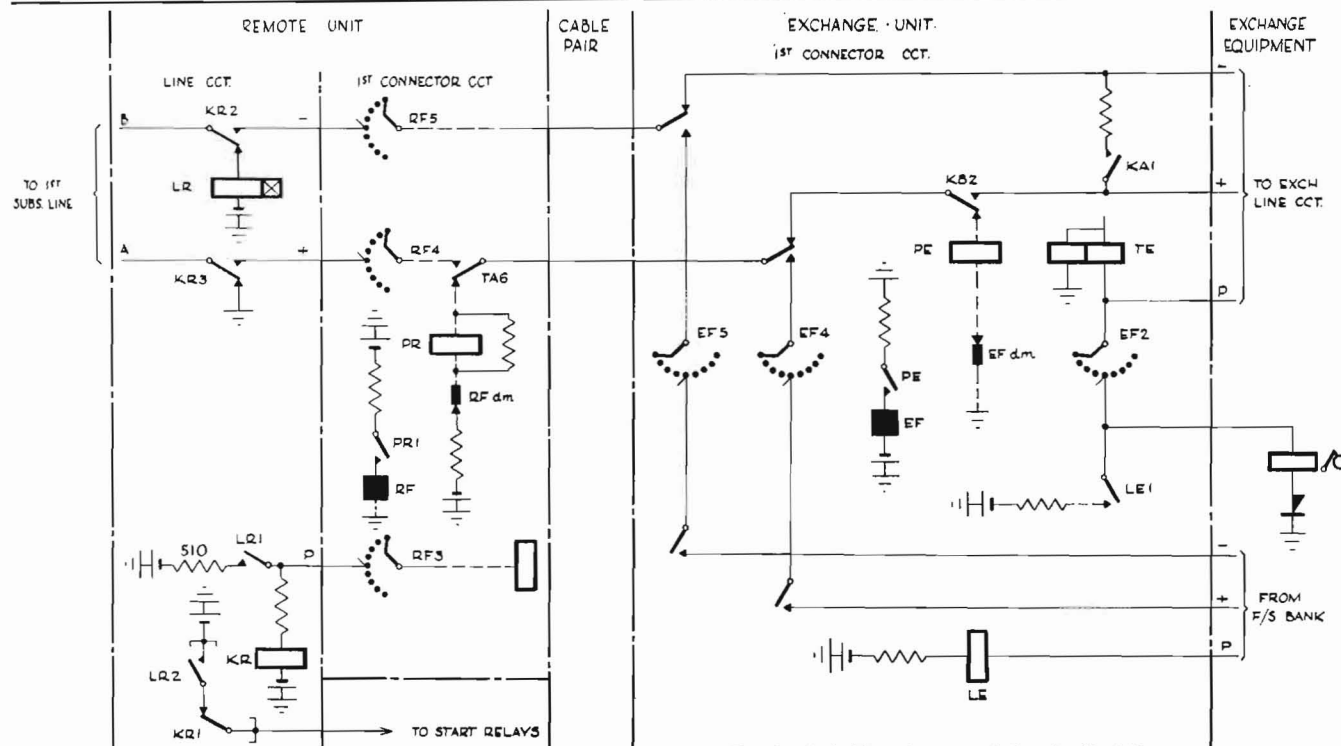 REMOTE UNIT
CABLE
PAIR
EXCHANGE · UNIT.
1ST CONNECTOR CCT.
EXCHANGE
EQUIPMENT
LINE CCT.
1ST CONNECTOR CCT
KR2
B
-
RF5
-
LR
TO 1ST
SUBS. LINE
KA1
KB2
+
TO EXCH
LINE CCT.
A
KR3
+
RF4
TA6
PE
TE
P
PR
RF dm
PR1
RF
EF5
EF4
PE
EF
EF dm
EF2
LE1
510
LR1
P
RF3
-
KR
LR2
KR1
TO START RELAYS
+
FROM
F/S BANK
P
LE